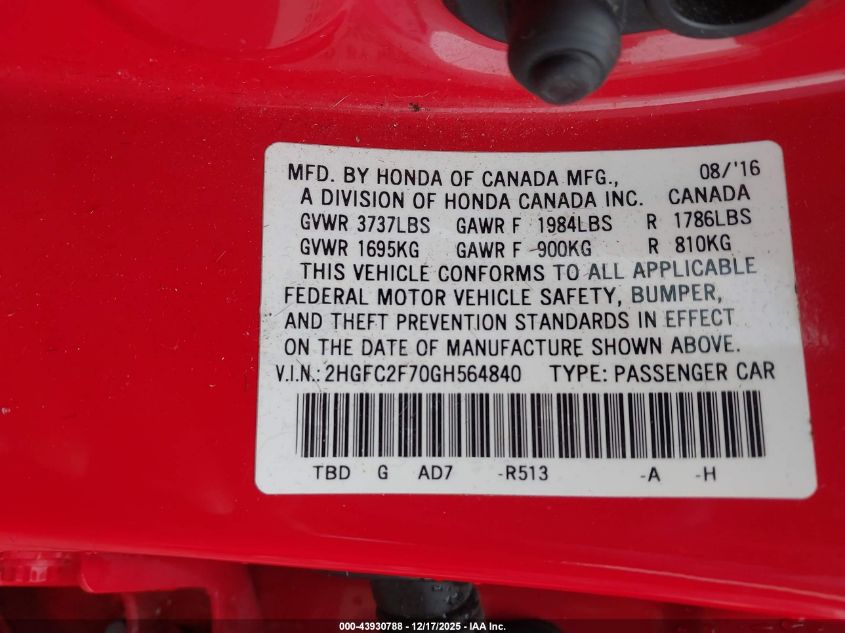 MFD. BY HONDA OF CANADA MFG., 08/'16
A DIVISION OF HONDA CANADA INC. CANADA
GVWR 3737LBS GAWR F 1984LBS R 1786LBS
GVWR 1695KG GAWR F 900KG R 810KG
THIS VEHICLE CONFORMS TO ALL APPLICABLE
FEDERAL MOTOR VEHICLE SAFETY, BUMPER,
AND THEFT PREVENTION STANDARDS IN EFFECT
ON THE DATE OF MANUFACTURE SHOWN ABOVE.
V.I.N.: 2HGFC2F70GH564840 TYPE: PASSENGER CAR
TBD G AD7 -R513 -A -H
000-43930788 - 12/17/2025 - IAA Inc.